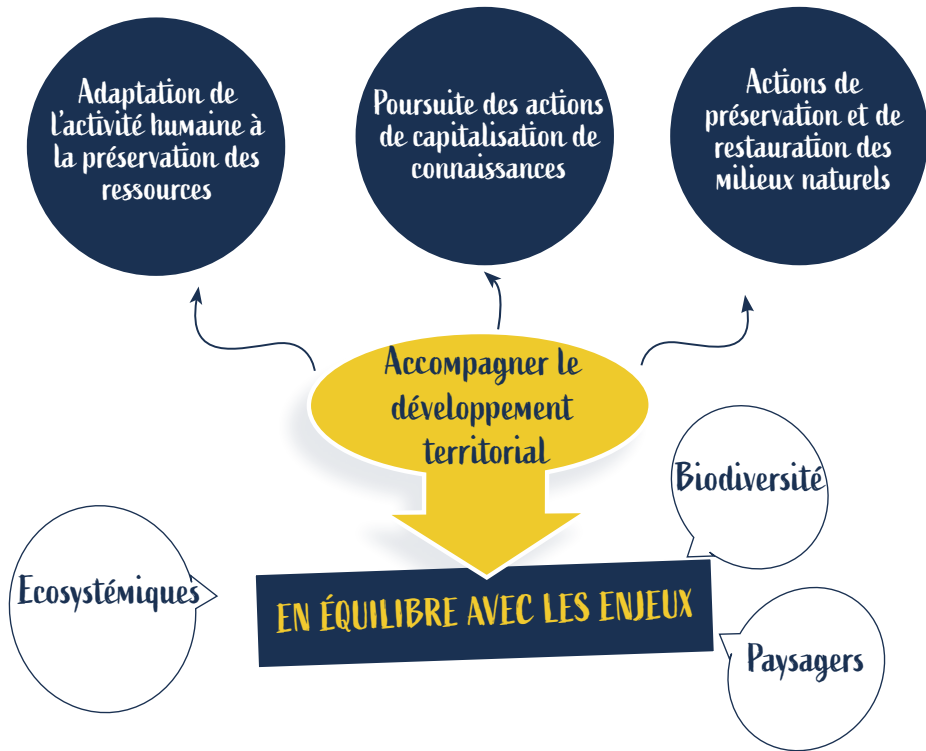 Adaptation de
l'activité humaine à
la préservation des
ressources
Poursuite des actions
de capitalisation de
connaissances
Actions de
préservation et de
restauration des
milieux naturels
Accompagner le
développement
territorial
Biodiversité
Ecosystémiques
EN ÉQUILIBRE AVEC LES ENJEUX
Paysagers